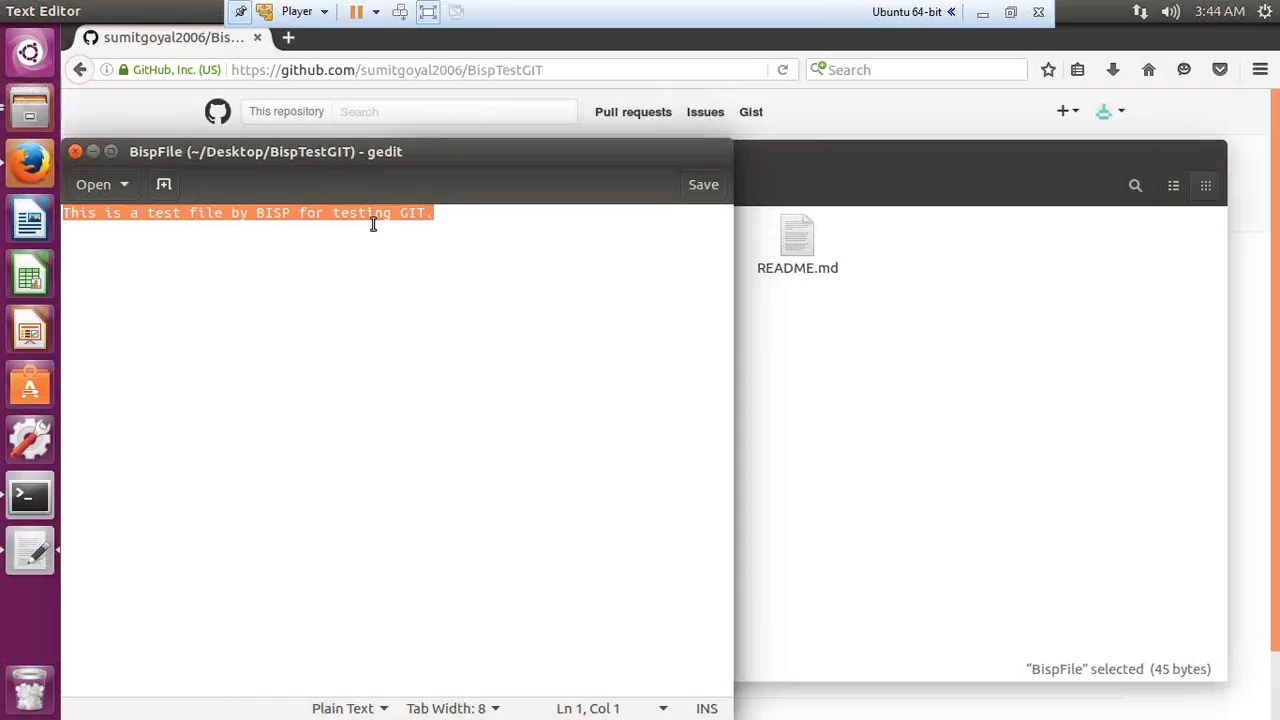 Text Editor
Player
Ubuntu 64-bit
3:44 AM
sumitgoyal2006/Bis...
GitHub, Inc. (US)
https://github.com/sumitgoyal2006/BispTestGIT
Search
This repository
Search
Pull requests
Issues
Gist
BispFile (~/Desktop/BispTestGIT) - gedit
Open
Save
This is a test file by BISP for testing GIT.
README.md
“BispFile” selected (45 bytes)
Plain Text
Tab Width: 8
Ln 1, Col 1
INS